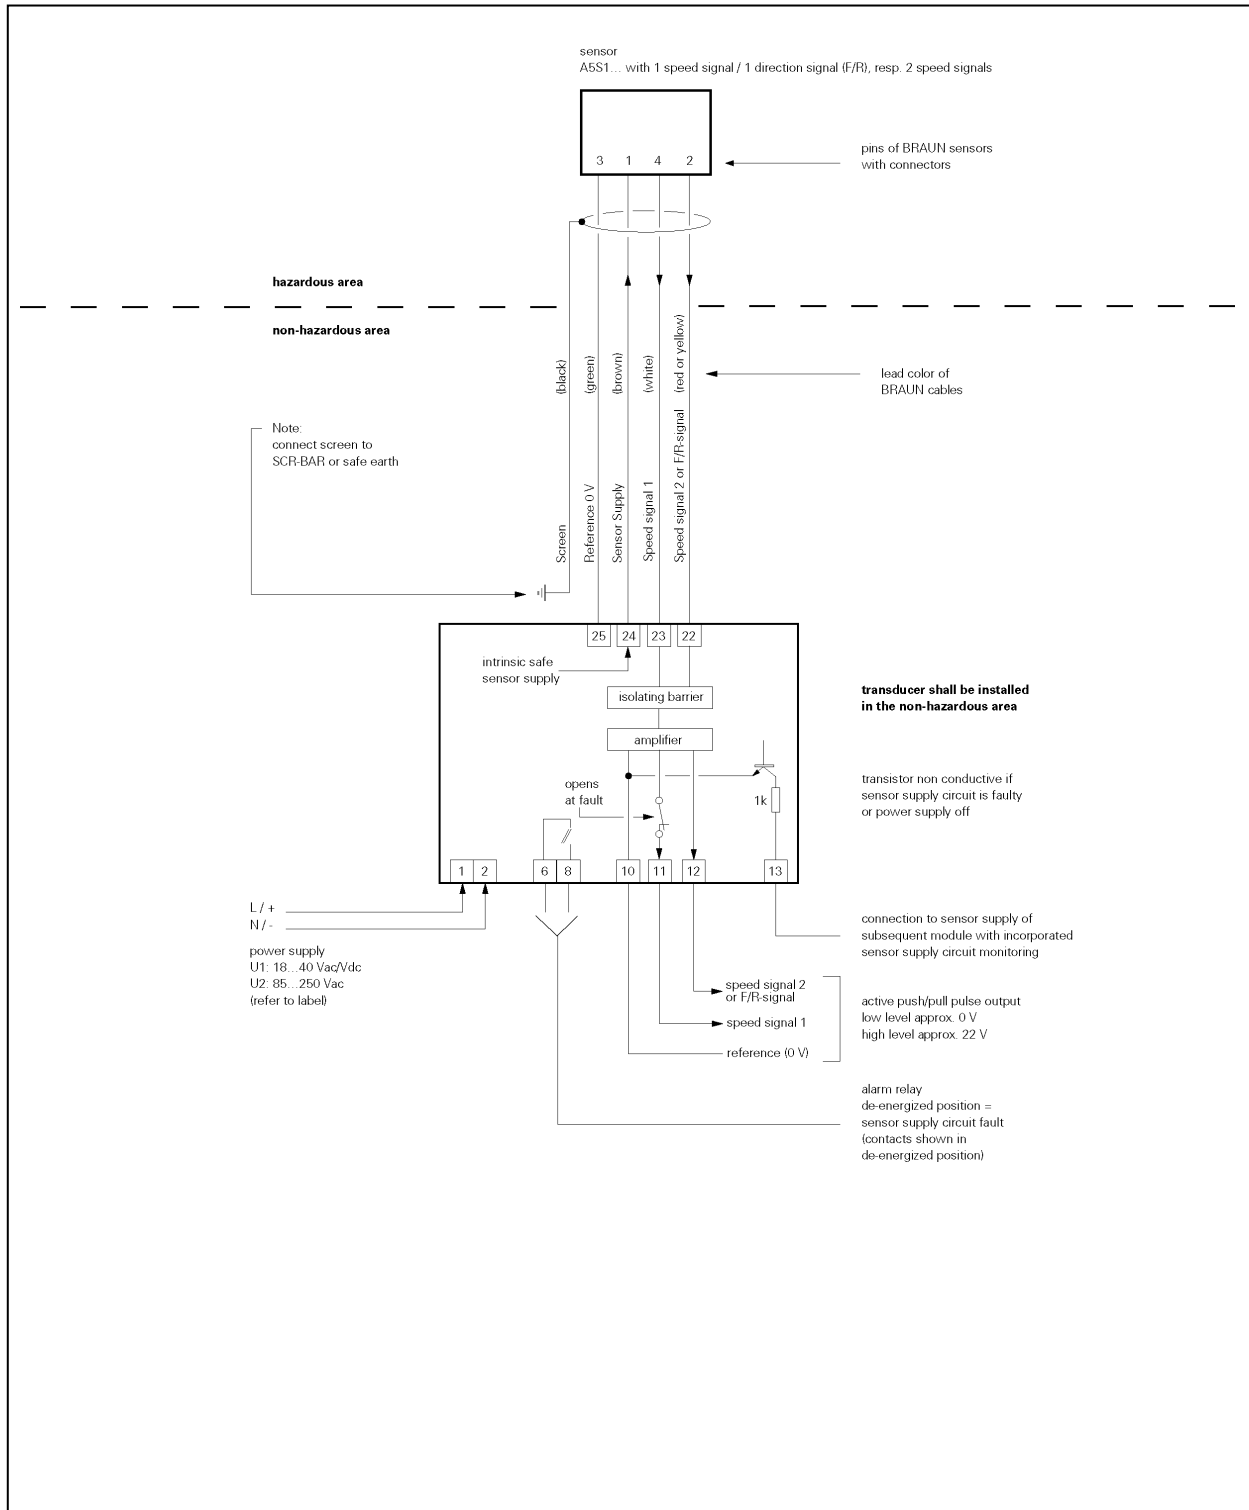 sensor
A5S1... with 1 speed signal / 1 direction signal (F/R), resp. 2 speed signals
3 1 4 2
pins of BRAUN sensors
with connectors
hazardous area
non-hazardous area
(black)
(green)
(brown)
(white)
(red or yellow)
lead color of
BRAUN cables
Note:
connect screen to
SCR-BAR or safe earth
Screen
Reference 0 V
Sensor Supply
Speed signal 1
Speed signal 2 or F/R-signal
25 24 23 22
intrinsic safe
sensor supply
isolating barrier
amplifier
transducer shall be installed
in the non-hazardous area
opens
at fault
1k
transistor non conductive if
sensor supply circuit is faulty
or power supply off
1 2 6 8 10 11 12 13
L / +
N / -
power supply
U1: 18...40 Vac/Vdc
U2: 85...250 Vac
(refer to label)
connection to sensor supply of
subsequent module with incorporated
sensor supply circuit monitoring
speed signal 2
or F/R-signal
speed signal 1
reference (0 V)
active push/pull pulse output
low level approx. 0 V
high level approx. 22 V
alarm relay
de-energized position =
sensor supply circuit fault
(contacts shown in
de-energized position)